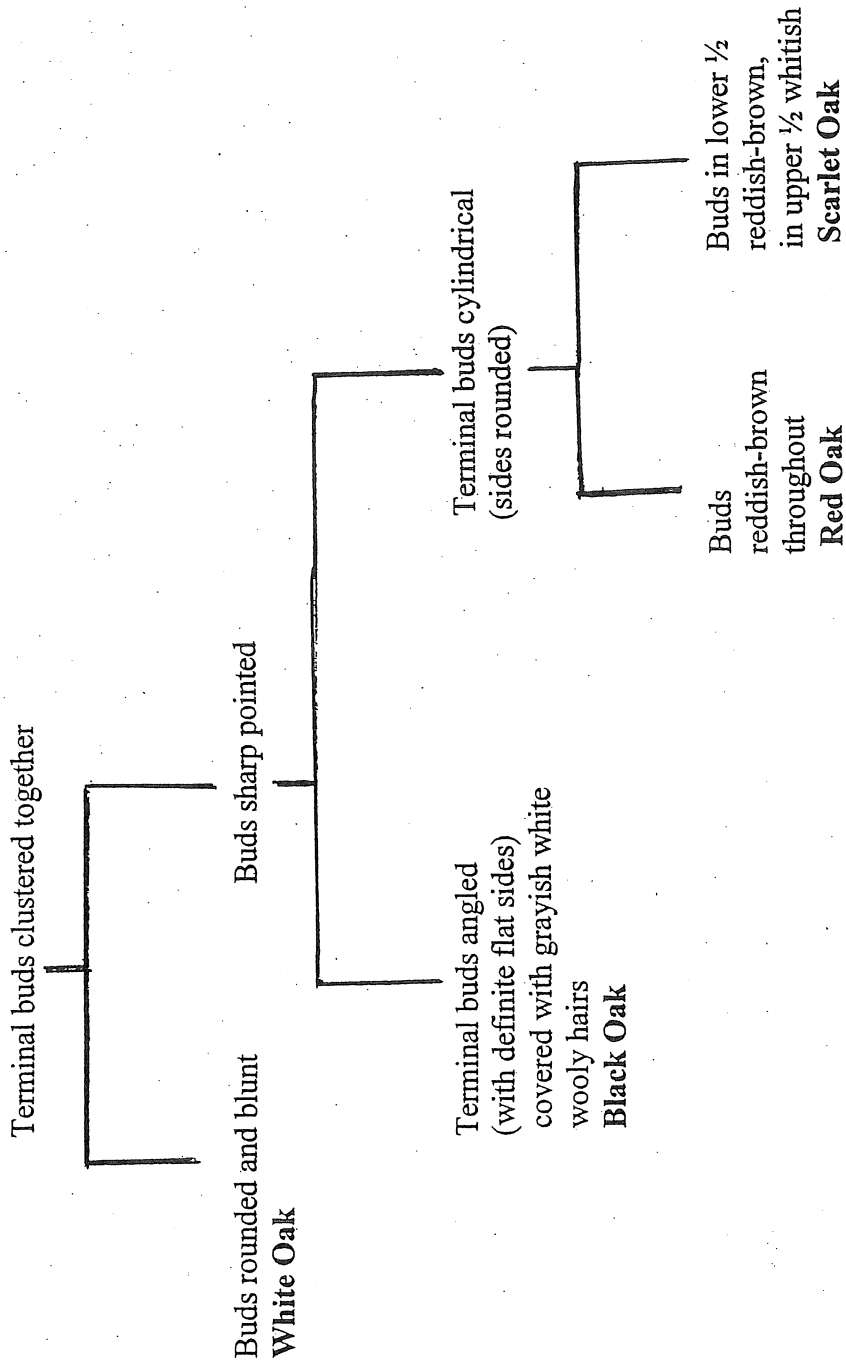 Terminal buds clustered together
Buds rounded and blunt
White Oak
Buds sharp pointed
Terminal buds angled
(with definite flat sides)
covered with grayish white
wooly hairs
Black Oak
Terminal buds cylindrical
(sides rounded)
Buds
reddish-brown
throughout
Red Oak
Buds in lower ½
reddish-brown,
in upper ½ whitish
Scarlet Oak